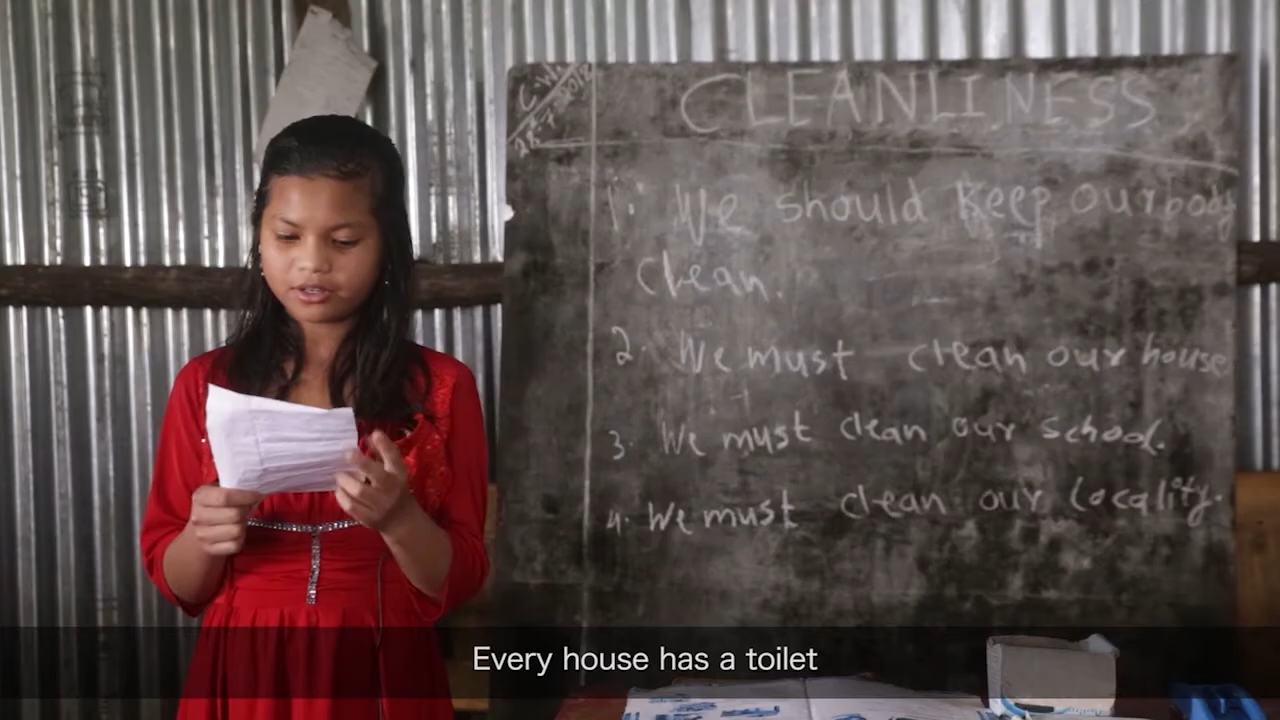 C.W
CLEANLINESS
1. We should keep our body
clean.
2. We must clean our house
3. We must clean our school.
4. We must clean our locality.
Every house has a toilet